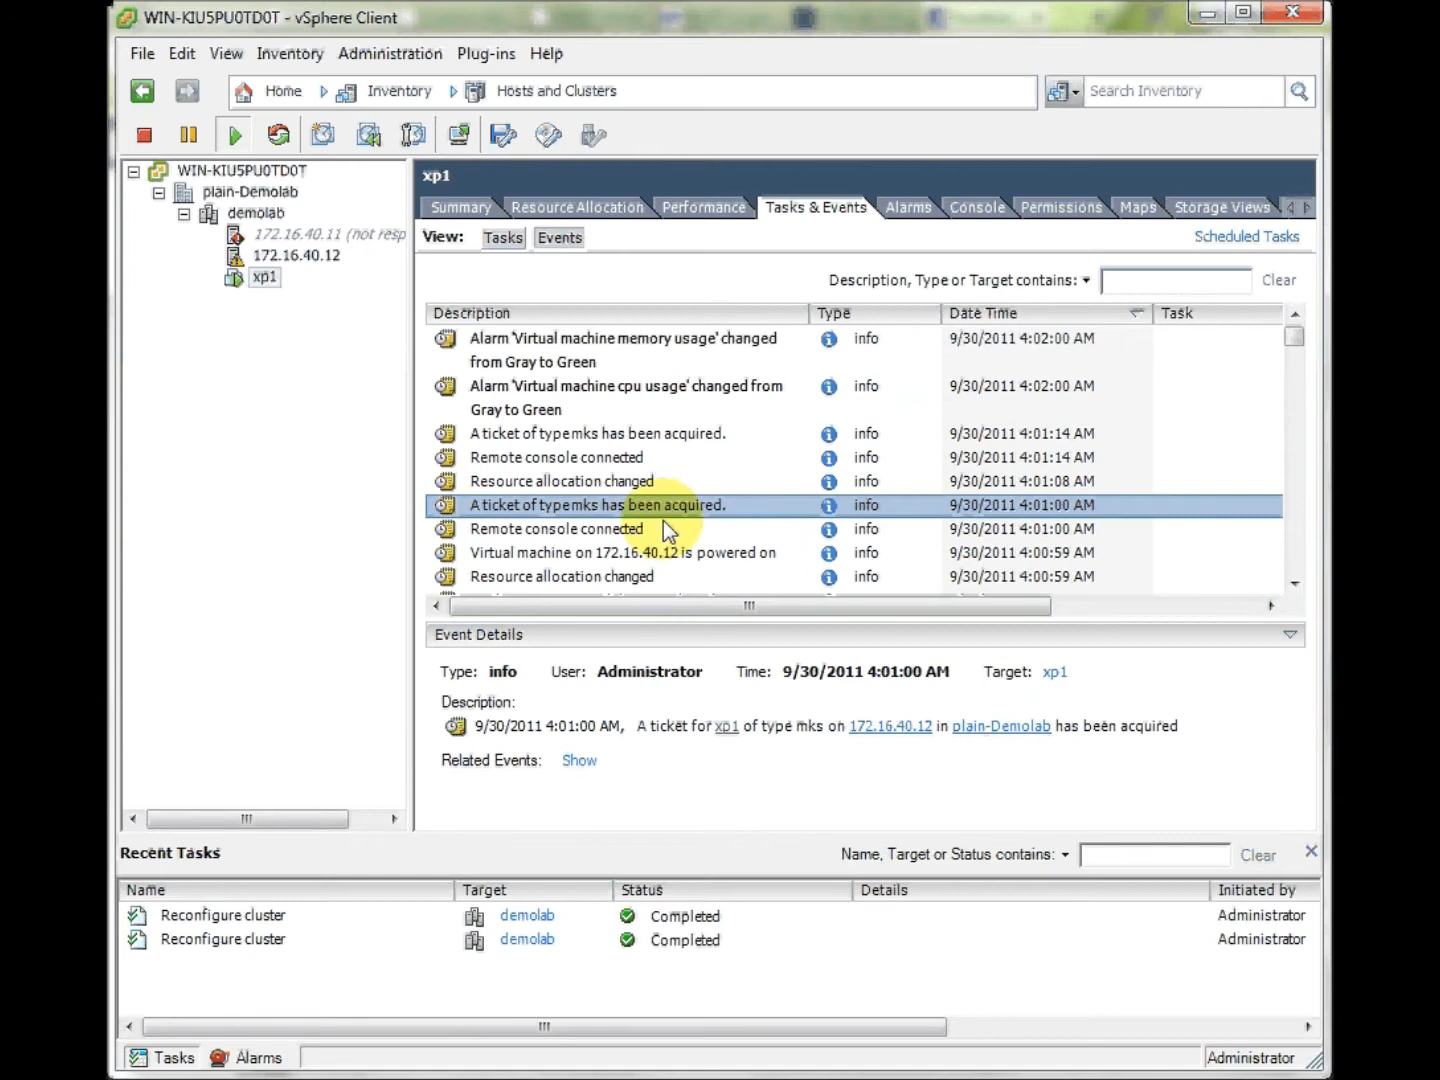 WIN-KIU5PU0TD0T - vSphere Client
File Edit View Inventory Administration Plug-ins Help
Home Inventory Hosts and Clusters Search Inventory
WIN-KIU5PU0TD0T
plain-Demolab
demolab
172.16.40.11 (not resp
172.16.40.12
xp1
xp1
Summary Resource Allocation Performance Tasks & Events Alarms Console Permissions Maps Storage Views
View: Tasks Events Scheduled Tasks
Description, Type or Target contains: Clear
Description Type Date Time Task
Alarm 'Virtual machine memory usage' changed info 9/30/2011 4:02:00 AM
from Gray to Green
Alarm 'Virtual machine cpu usage' changed from info 9/30/2011 4:02:00 AM
Gray to Green
A ticket of type mks has been acquired. info 9/30/2011 4:01:14 AM
Remote console connected info 9/30/2011 4:01:14 AM
Resource allocation changed info 9/30/2011 4:01:08 AM
A ticket of type mks has been acquired. info 9/30/2011 4:01:00 AM
Remote console connected info 9/30/2011 4:01:00 AM
Virtual machine on 172.16.40.12 is powered on info 9/30/2011 4:00:59 AM
Resource allocation changed info 9/30/2011 4:00:59 AM
Event Details
Type: info User: Administrator Time: 9/30/2011 4:01:00 AM Target: xp1
Description:
9/30/2011 4:01:00 AM, A ticket for xp1 of type mks on 172.16.40.12 in plain-Demolab has been acquired
Related Events: Show
Recent Tasks Name, Target or Status contains: Clear
Name Target Status Details Initiated by
Reconfigure cluster demolab Completed Administrator
Reconfigure cluster demolab Completed Administrator
Tasks Alarms Administrator